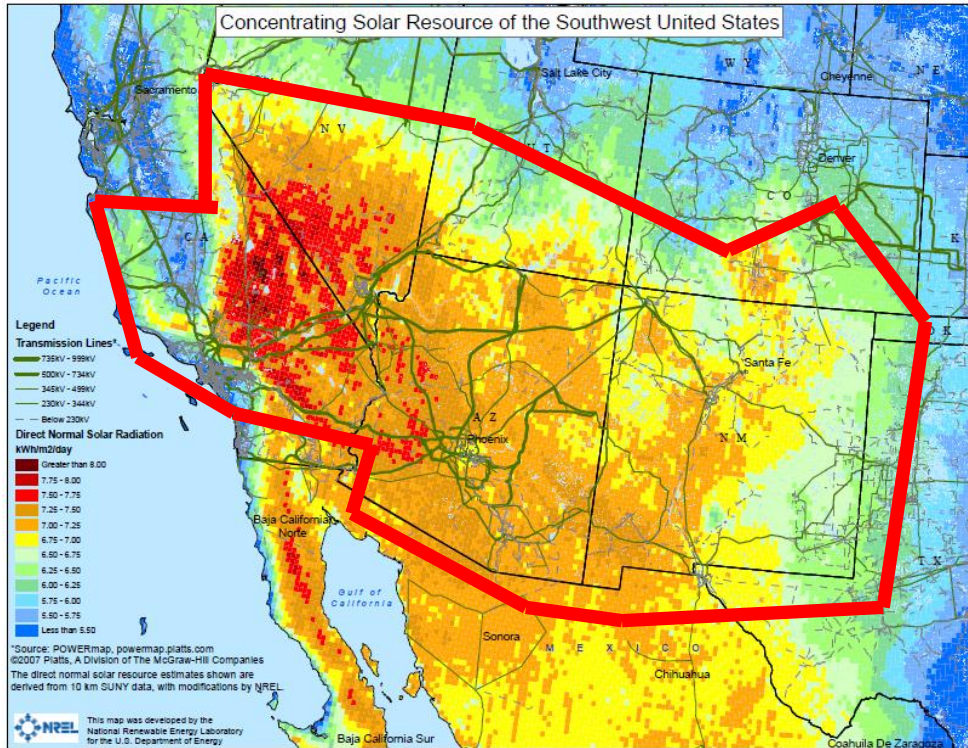 Concentrating Solar Resource of the Southwest United States
W Y
N E
Salt Lake City
Cheyenne
Sacramento
N V
U T
Denver
C O
K
C A
Pacific
Ocean
O K
Legend
Transmission Lines*
735kV - 999kV
500kV - 734kV
345kV - 499kV
230kV - 344kV
Below 230kV
Santa Fe
A Z
Phoenix
N M
Direct Normal Solar Radiation
kWh/m2/day
Greater than 8.00
7.75 - 8.00
7.50 - 7.75
7.25 - 7.50
7.00 - 7.25
6.75 - 7.00
6.50 - 6.75
6.25 - 6.50
6.00 - 6.25
5.75 - 6.00
5.50 - 5.75
Less than 5.50
Baja California
Norte
T X
Gulf of
California
Sonora
M E X I C O
Chihuahua
*Source: POWERmap, powermap.platts.com
©2007 Platts, A Division of The McGraw-Hill Companies
The direct normal solar resource estimates shown are
derived from 10 km SUNY data, with modifications by NREL.
NREL
This map was developed by the
National Renewable Energy Laboratory
for the U.S. Department of Energy
Baja California Sur
Coahuila De Zaragoza